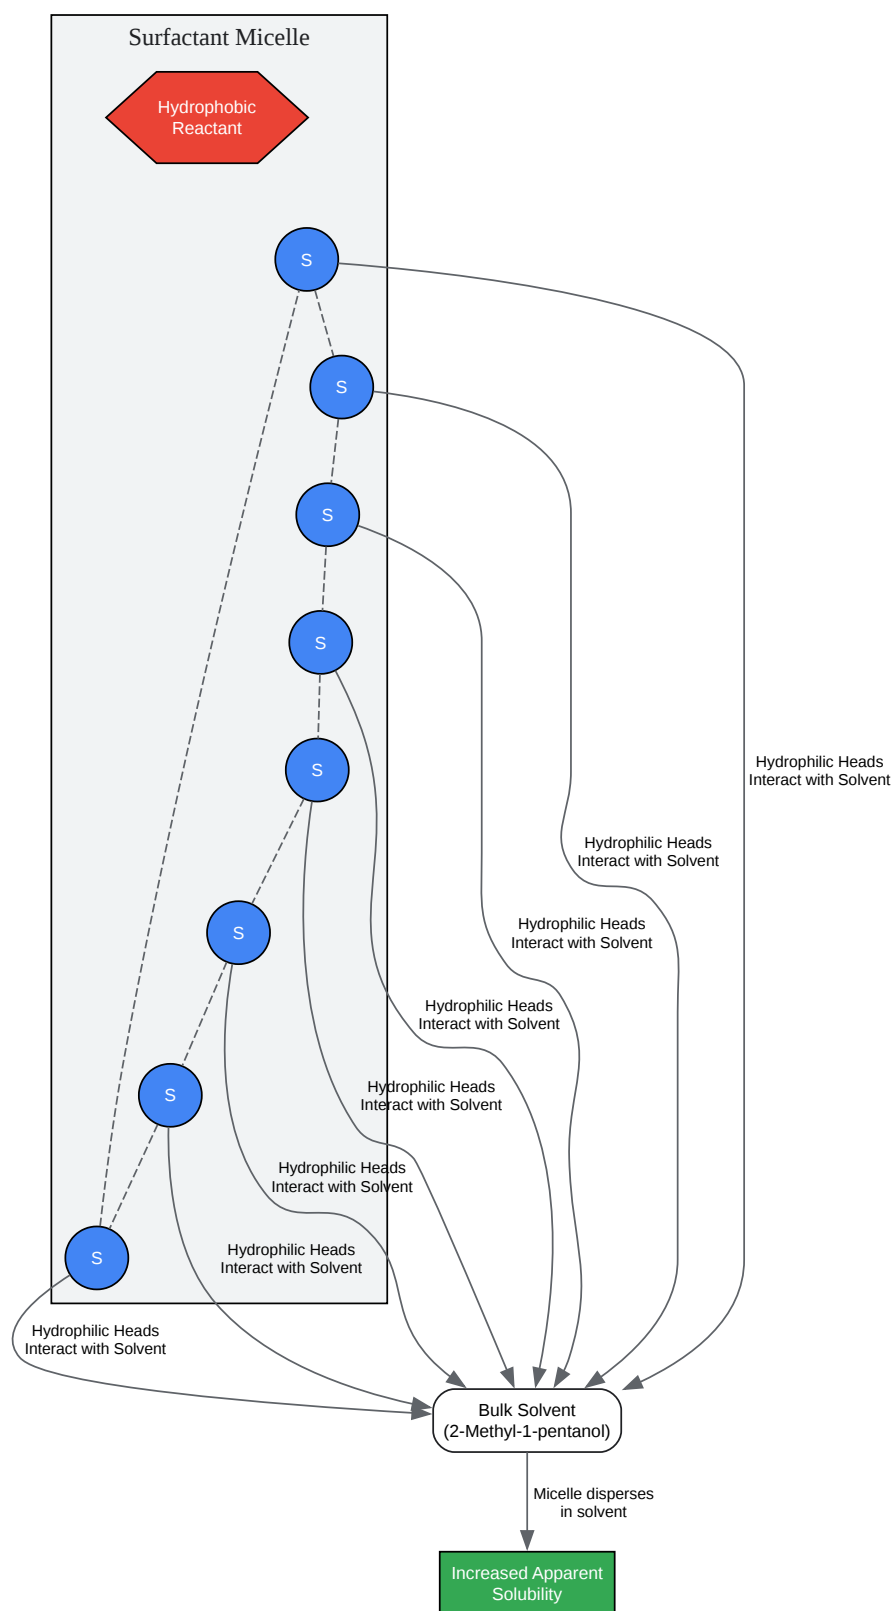 Surfactant Micelle
Hydrophobic
Reactant
S
S
S
S
S
Hydrophilic Heads
Interact with Solvent
Hydrophilic Heads
Interact with Solvent
S
Hydrophilic Heads
Interact with Solvent
Hydrophilic Heads
Interact with Solvent
S
Hydrophilic Heads
Interact with Solvent
Hydrophilic Heads
Interact with Solvent
S
Hydrophilic Heads
Interact with Solvent
Hydrophilic Heads
Interact with Solvent
Bulk Solvent
(2-Methyl-1-pentanol)
Micelle disperses
in solvent
Increased Apparent
Solubility